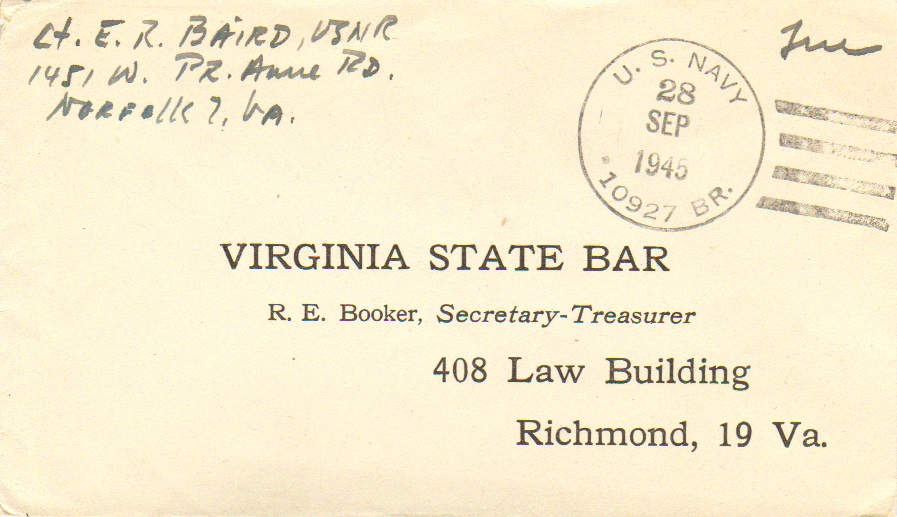 Lt. E. R. BAIRD, USNR
1451 W. PR. Anne RD.
Norfolk 7, VA.
Free
U. S. NAVY
28
SEP
1945
10927 BR.
VIRGINIA STATE BAR
R. E. Booker, Secretary-Treasurer
408 Law Building
Richmond, 19 Va.